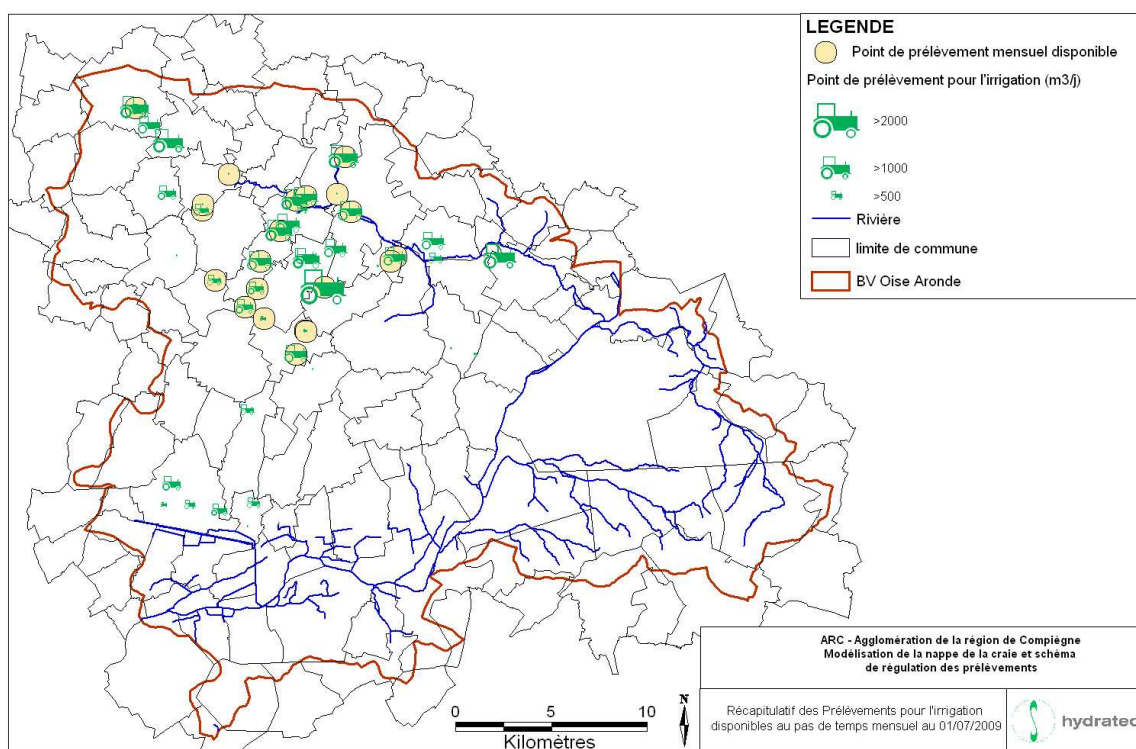 LEGENDE
Point de prélèvement mensuel disponible
Point de prélèvement pour l'irrigation (m3/j)
>2000
>1000
>500
Rivière
limite de commune
BV Oise Aronde
ARC - Agglomération de la région de Compiègne
Modélisation de la nappe de la craie et schéma
de régulation des prélèvements
Récapitulatif des Prélèvements pour l'irrigation
disponibles au pas de temps mensuel au 01/07/2009
hydratec
N
0 5 10
Kilomètres